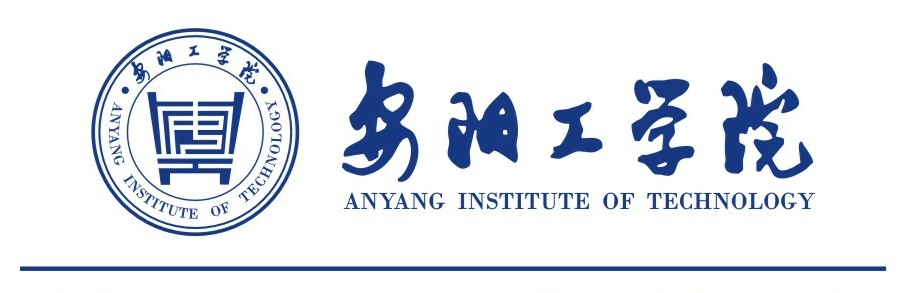 安阳工学院
ANYANG INSTITUTE OF TECHNOLOGY
安阳工学院
ANYANG INSTITUTE OF TECHNOLOGY